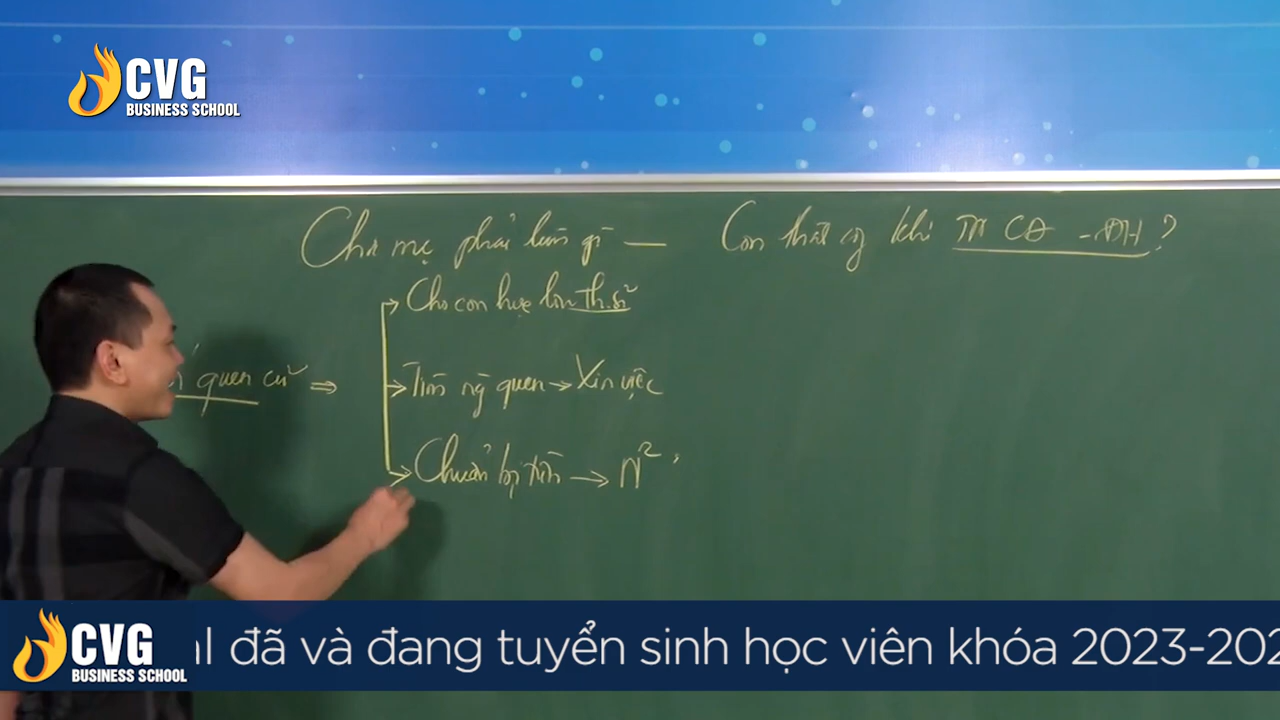 CVG
BUSINESS SCHOOL
Cha mẹ phải làm gì — Con thất ng khi TN CĐ - ĐH?
Cho con học lên Th.sĩ
quen cũ ⇒
Tìm ng quen → Xin việc
Chuẩn bị tiền → N²
CVG
BUSINESS SCHOOL
đã và đang tuyển sinh học viên khóa 2023-202